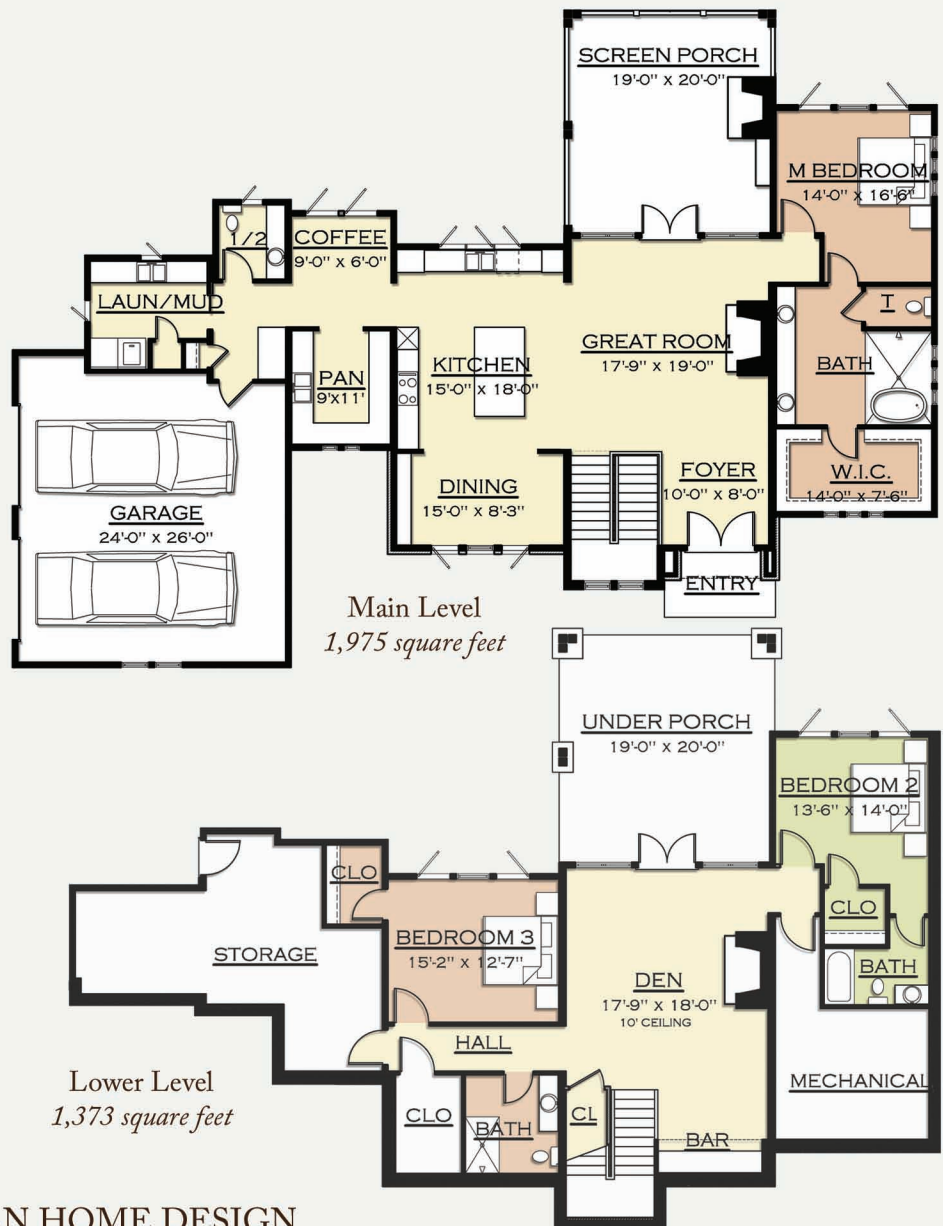 SCREEN PORCH
19'-0" X 20'-0"
M BEDROOM
14'-0" X 16'-6"
1/2
COFFEE
9'-0" X 6'-0"
LAUN/MUD
T
GREAT ROOM
17'-9" X 19'-0"
KITCHEN
15'-0" X 18'-0"
BATH
PAN
9'x11'
W.I.C.
14'-0" X 7'-6"
FOYER
10'-0" X 8'-0"
DINING
15'-0" X 8'-3"
GARAGE
24'-0" X 26'-0"
ENTRY
Main Level
1,975 square feet
UNDER PORCH
19'-0" X 20'-0"
BEDROOM 2
13'-6" X 14'-0"
CLO
CLO
BEDROOM 3
15'-2" X 12'-7"
STORAGE
BATH
DEN
17'-9" X 18'-0"
10' CEILING
HALL
Lower Level
1,373 square feet
MECHANICAL
CLO
BATH
CL
BAR
N HOME DESIGN